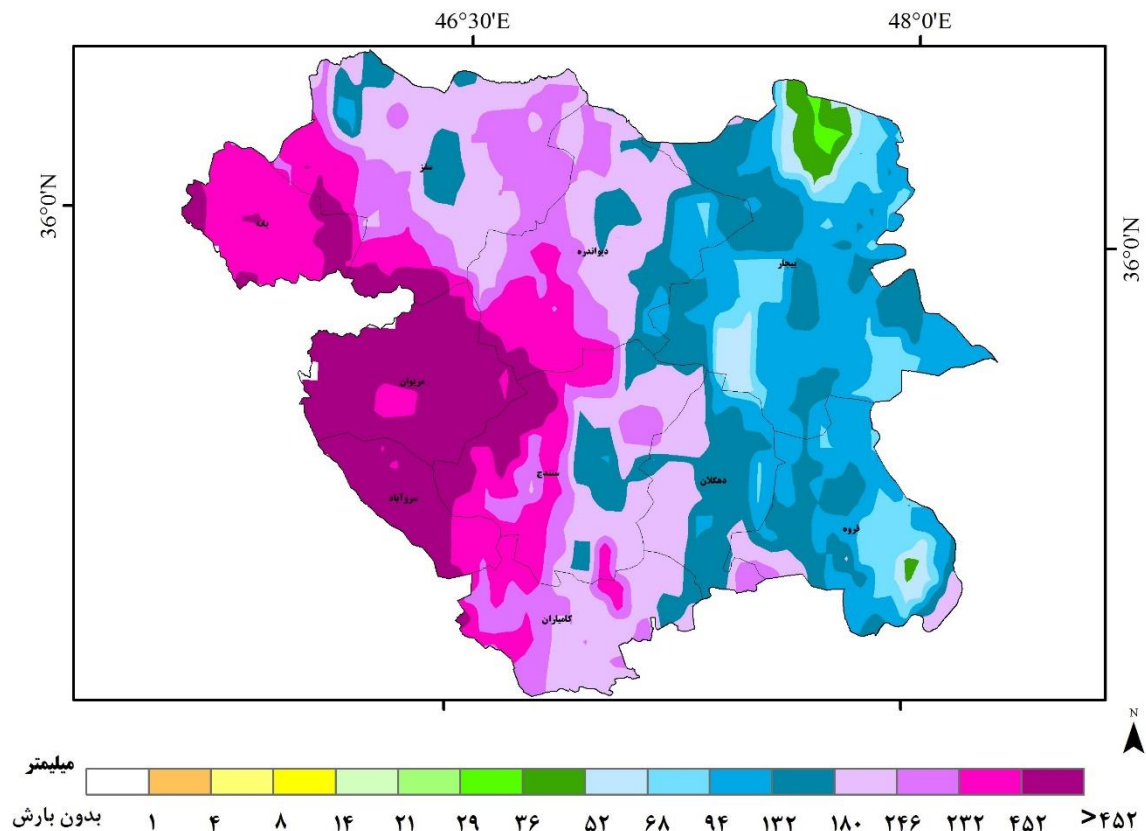 46°30'E 48°0'E
36°0'N 36°0'N
سقز
بانه
دیواندره
بیجار
مریوان
سنندج
دهگلان
سروآباد
قروه
کامیاران
N
میلیمتر
بدون بارش ۱ ۴ ۸ ۱۴ ۲۱ ۲۹ ۳۶ ۵۲ ۶۸ ۹۴ ۱۳۲ ۱۸۰ ۲۴۶ ۲۳۲ ۴۵۲ >۴۵۲